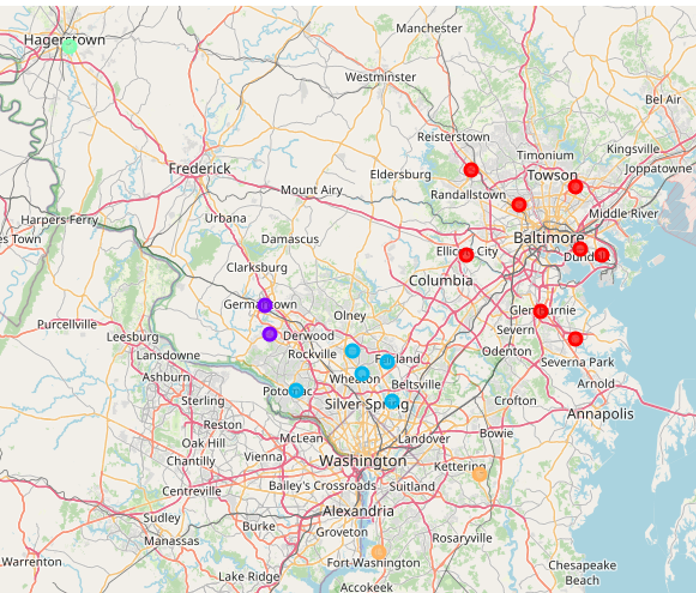 Manchester
Hagerstown
Westminster
Bel Air
Reisterstown
Kingsville
Timonium
Joppatowne
Frederick
Eldersburg
Towson
Mount Airy
Randallstown
Harpers Ferry
Urbana
Middle River
es Town
Damascus
Baltimore
Ellicott City
Dundalk
Clarksburg
Columbia
Germantown
Glen Burnie
Olney
Purcellville
Severn
Leesburg
Derwood
Lansdowne
Rockville
Fairland
Odenton
Severna Park
Ashburn
Wheaton
Beltsville
Arnold
Potomac
Sterling
Silver Spring
Crofton
Annapolis
Reston
McLean
Landover
Bowie
Oak Hill
Vienna
Chantilly
Washington
Kettering
Centreville
Bailey's Crossroads
Suitland
Alexandria
Sudley
Burke
Groveton
Manassas
Rosaryville
Warrenton
Fort Washington
Chesapeake
Beach
Lake Ridge
Accokeek